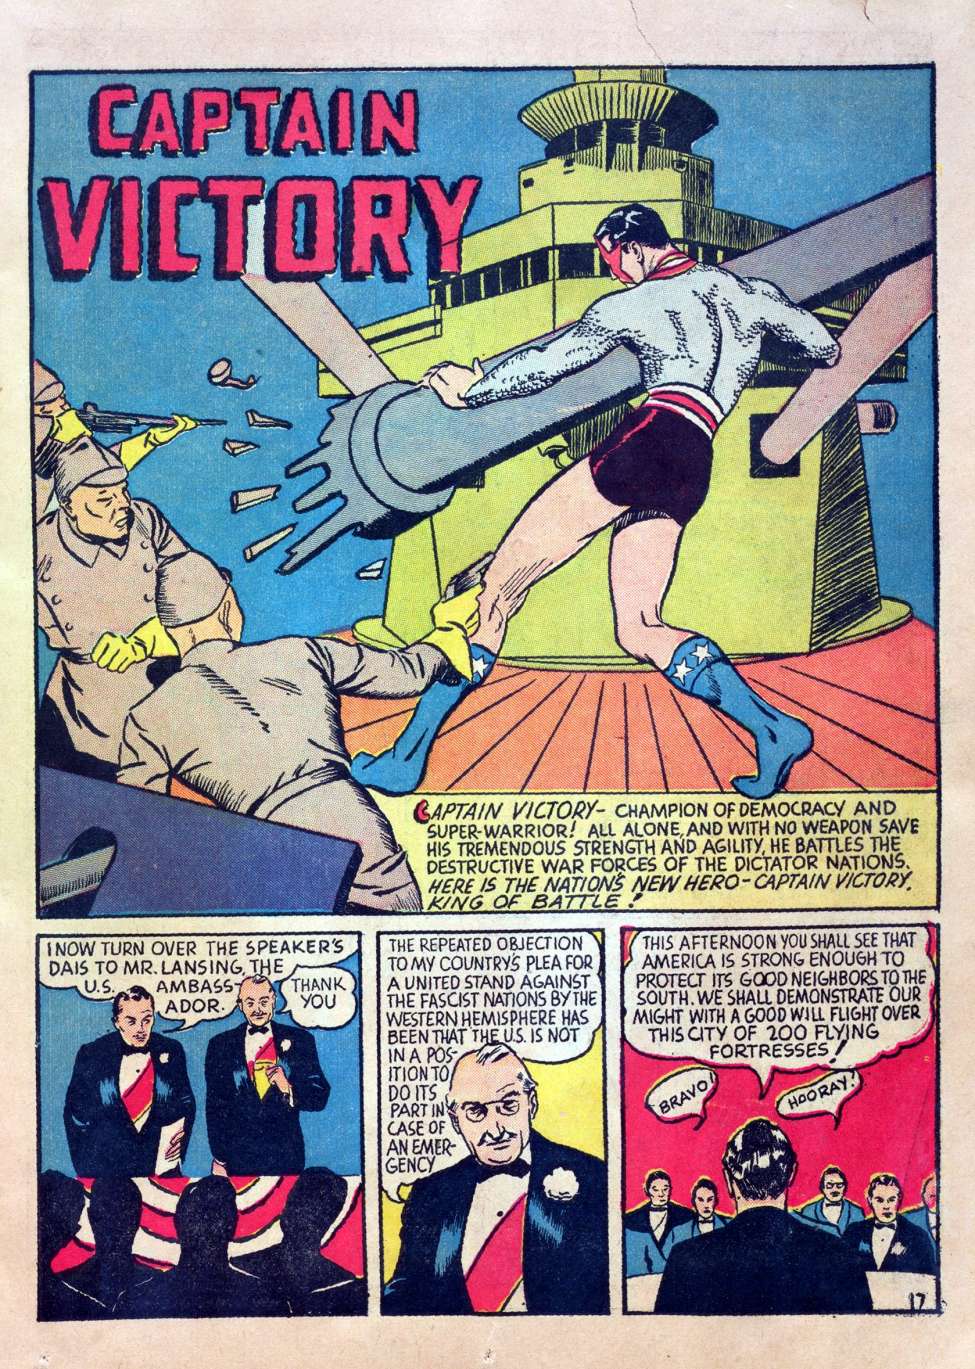 CAPTAIN
VICTORY
CAPTAIN VICTORY - CHAMPION OF DEMOCRACY AND
SUPER-WARRIOR! ALL ALONE, AND WITH NO WEAPON SAVE
HIS TREMENDOUS STRENGTH AND AGILITY, HE BATTLES THE
DESTRUCTIVE WAR FORCES OF THE DICTATOR NATIONS.
HERE IS THE NATION'S NEW HERO - CAPTAIN VICTORY,
KING OF BATTLE!
I NOW TURN OVER THE SPEAKER'S
DAIS TO MR. LANSING, THE
U.S. AMBASS-
ADOR.
THANK
YOU
THE REPEATED OBJECTION
TO MY COUNTRY'S PLEA FOR
A UNITED STAND AGAINST
THE FASCIST NATIONS BY THE
WESTERN HEMISPHERE HAS
BEEN THAT THE U.S. IS NOT
IN A POS-
ITION TO
DO ITS
PART IN
CASE OF
AN EMER-
GENCY
THIS AFTERNOON YOU SHALL SEE THAT
AMERICA IS STRONG ENOUGH TO
PROTECT ITS GOOD NEIGHBORS TO THE
SOUTH. WE SHALL DEMONSTRATE OUR
MIGHT WITH A GOOD WILL FLIGHT OVER
THIS CITY OF 200 FLYING
FORTRESSES!
BRAVO!
HOORAY!
17